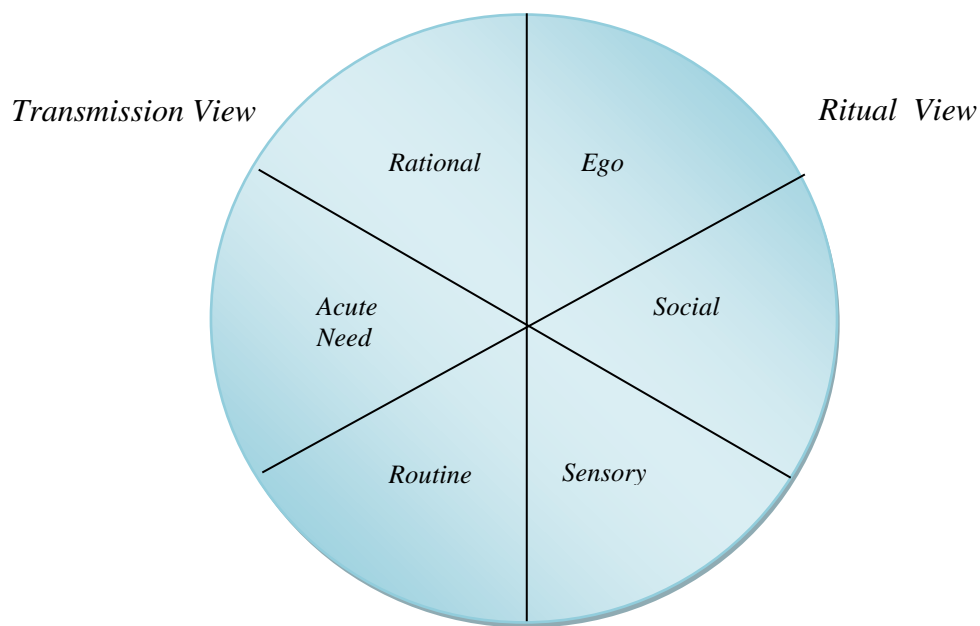 Transmission View
Ritual View
Rational
Ego
Acute
Need
Social
Routine
Sensory